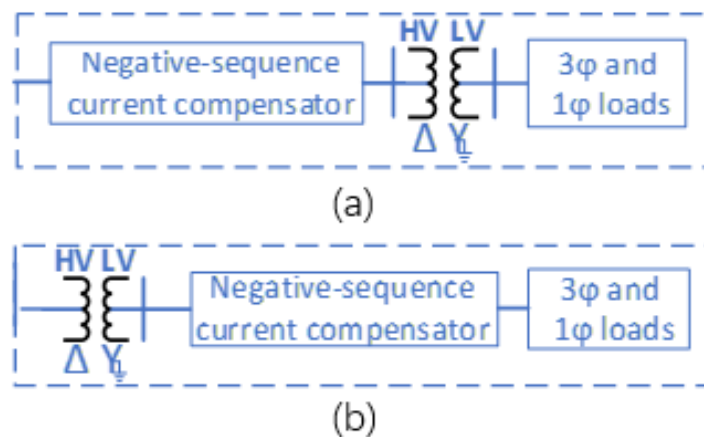 HV LV
Negative-sequence
current compensator
3φ and
1φ loads
Δ Y
(a)
HV LV
Negative-sequence
current compensator
3φ and
1φ loads
Δ Y
(b)